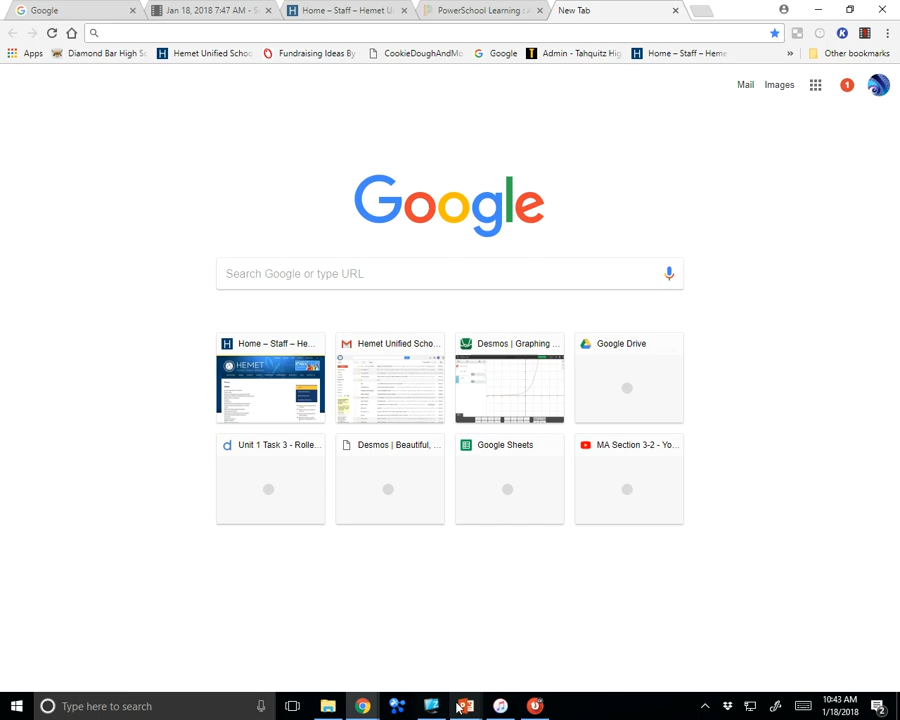 Google
Jan 18, 2018 7:47 AM - S
Home – Staff – Hemet U
PowerSchool Learning : A
New Tab
Apps
Diamond Bar High Sc
Hemet Unified Schoo
Fundraising Ideas By
CookieDoughAndMo
Google
Admin - Tahquitz Hig
Home – Staff – Heme
»
Other bookmarks
Mail
Images
1
Google
Search Google or type URL
Home – Staff – He...
Hemet Unified Scho...
Desmos | Graphing ...
Google Drive
HEMET
Unit 1 Task 3 - Rolle...
Desmos | Beautiful, ...
Google Sheets
MA Section 3-2 - Yo...
Type here to search
10:43 AM
1/18/2018
2